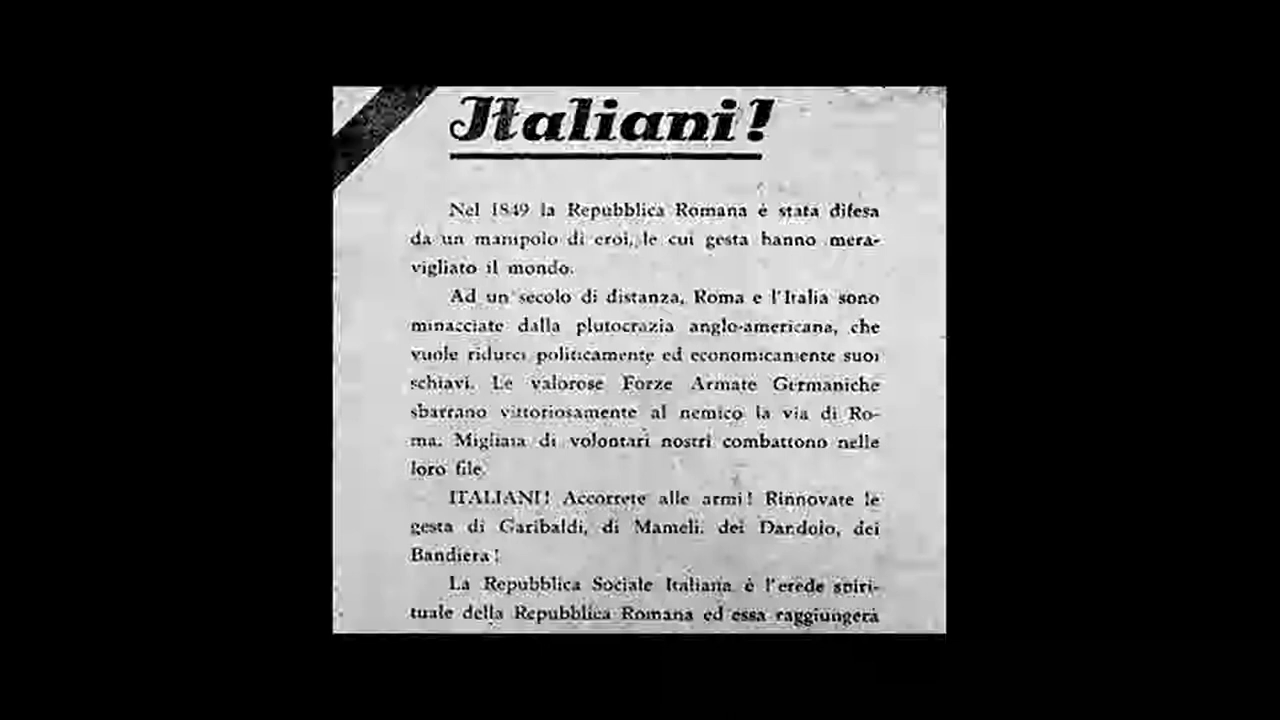 Italiani!
Nel 1849 la Repubblica Romana è stata difesa
da un manipolo di eroi, le cui gesta hanno mera-
vigliato il mondo.
Ad un secolo di distanza, Roma e l'Italia sono
minacciate dalla plutocrazia anglo-americana, che
vuole ridurci politicamente ed economicamente suoi
schiavi. Le valorose Forze Armate Germaniche
sbarrano vittoriosamente al nemico la via di Ro-
ma. Migliaia di volontari nostri combattono nelle
loro file.
ITALIANI! Accorrete alle armi! Rinnovate le
gesta di Garibaldi, di Mameli, dei Dandolo, dei
Bandiera!
La Repubblica Sociale Italiana è l'erede spiri-
tuale della Repubblica Romana ed essa raggiungerà